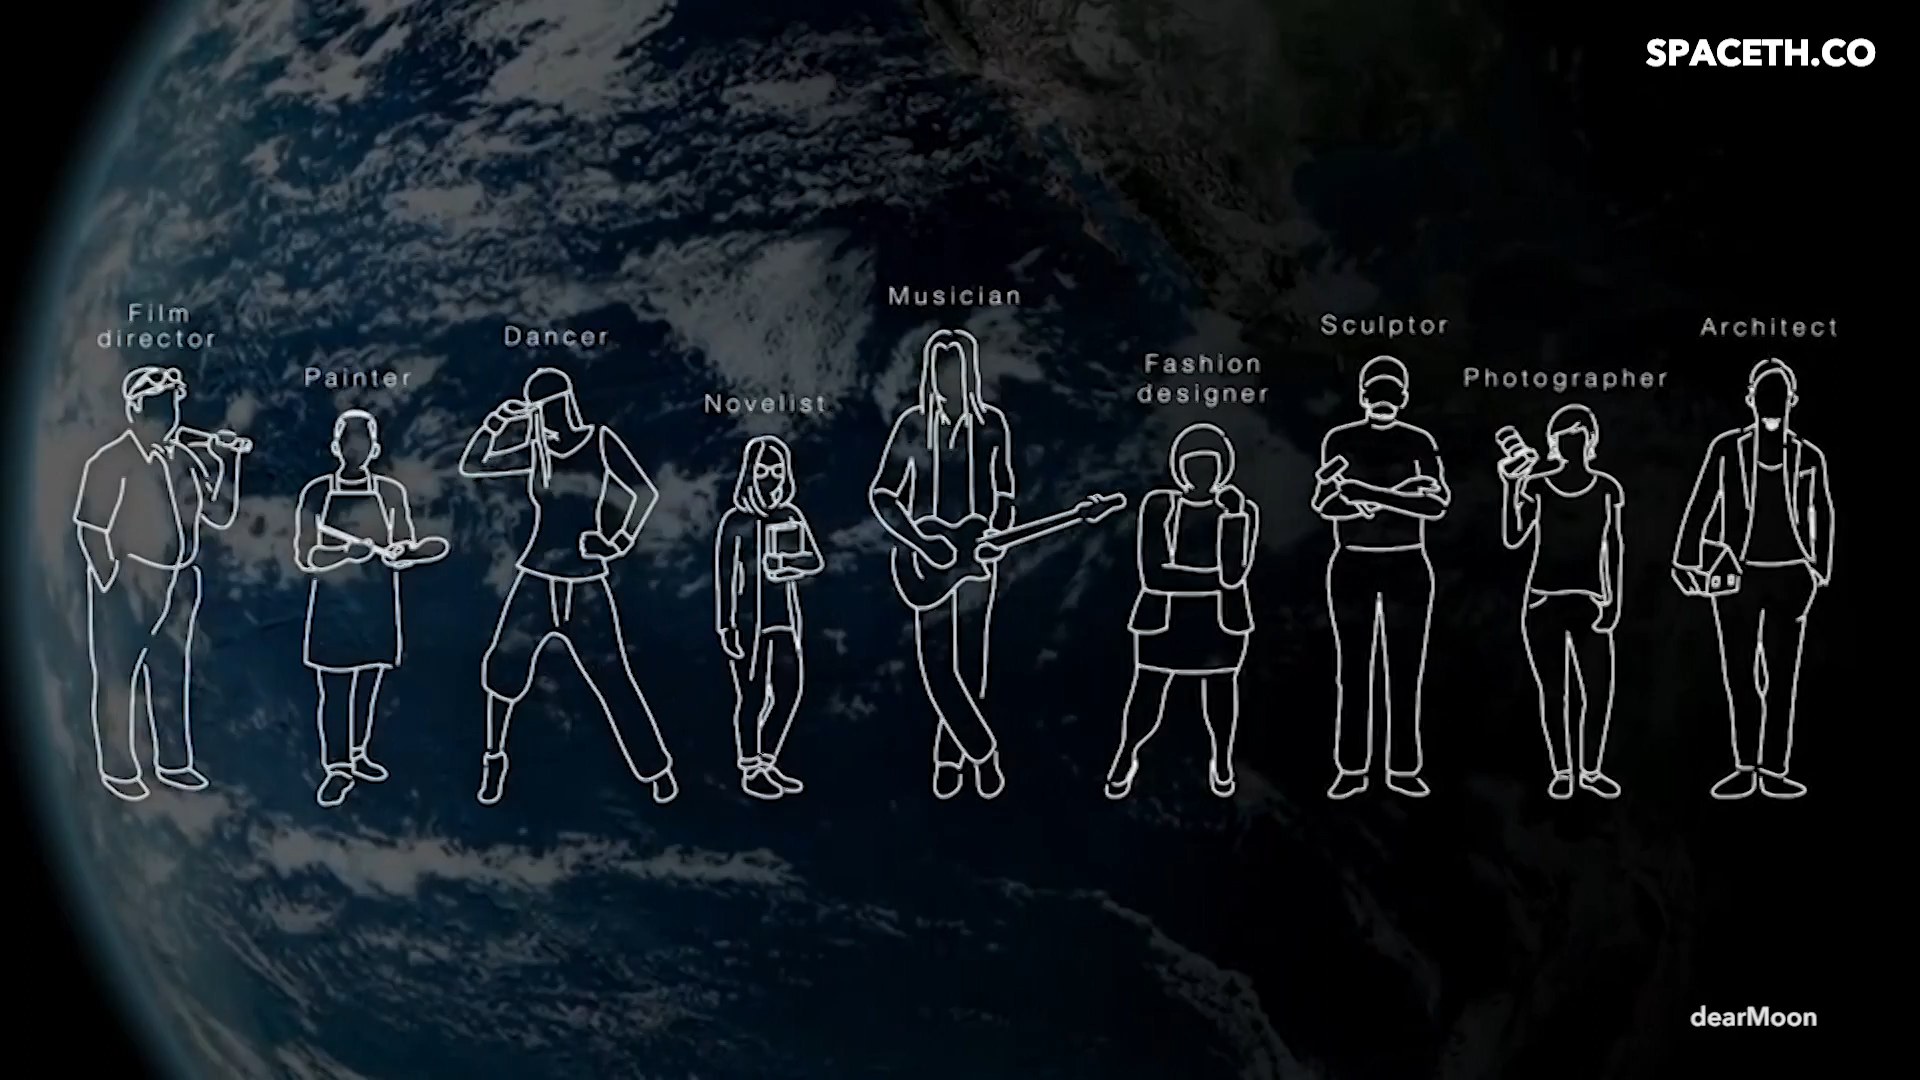 SPACETH.CO
Film
director
Painter
Dancer
Novelist
Musician
Fashion
designer
Sculptor
Photographer
Architect
dearMoon